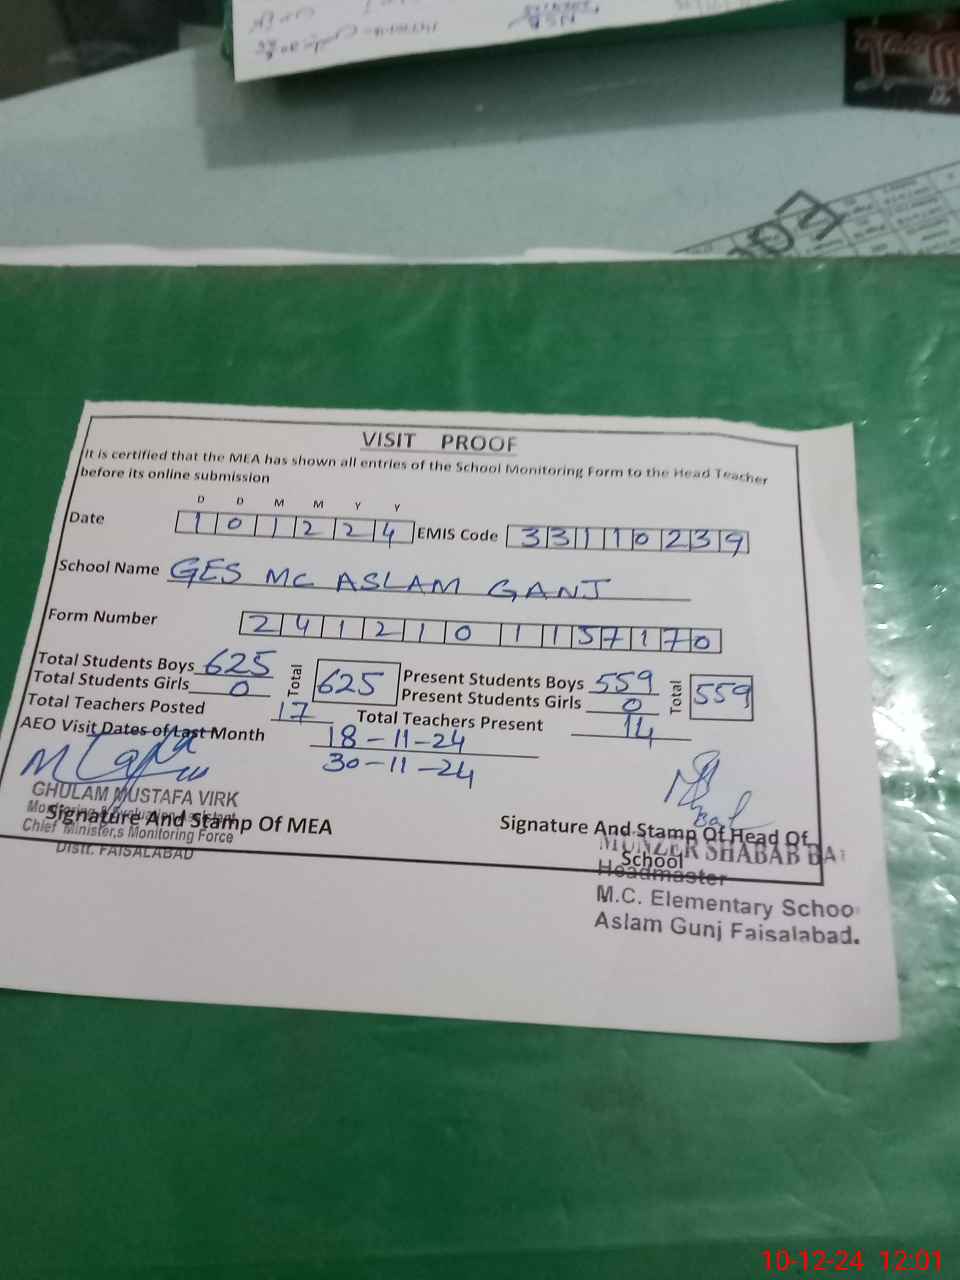 VISIT PROOF
It is certified that the MEA has shown all entries of the School Monitoring Form to the Head Teacher
before its online submission
D D M M Y Y
Date 1 0 1 2 2 4 EMIS Code 3 3 1 1 0 2 3 9
School Name GES MC ASLAM GANJ
Form Number 2 4 1 2 1 0 1 1 5 7 1 7 0
Total Students Boys 625 Total 625 Present Students Boys 559 Total 559
Total Students Girls 0 Present Students Girls 0
Total Teachers Posted 17 Total Teachers Present 14
AEO Visit Dates of Last Month 18-11-24
30-11-24
GHULAM MUSTAFA VIRK
Monitoring & Evaluation Assistant
Signature And Stamp Of MEA
Chief Minister,s Monitoring Force
Distt. FAISALABAD
Signature And Stamp Of Head Of
School
MUNZER SHABAB
Headmaster
M.C. Elementary Schoo
Aslam Gunj Faisalabad.
10-12-24 12:01